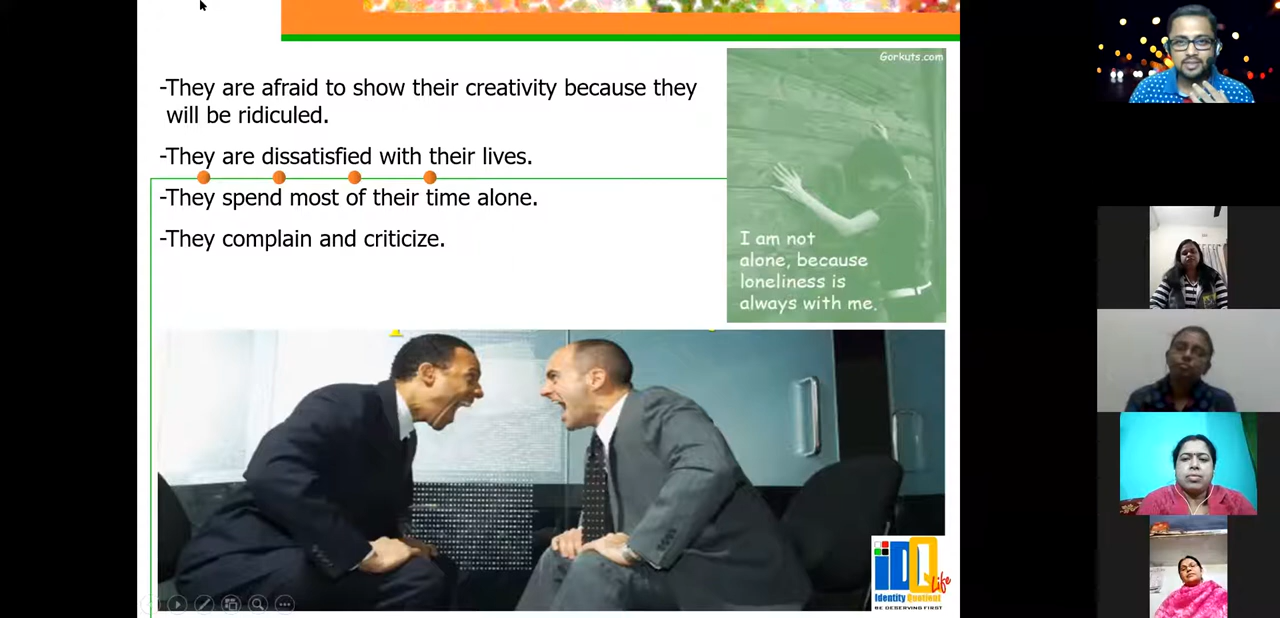 -They are afraid to show their creativity because they
will be ridiculed.
-They are dissatisfied with their lives.
-They spend most of their time alone.
-They complain and criticize.
Gorkuts.com
I am not
alone, because
loneliness is
always with me.
iDQ
Life
Identity Quotient
BE DESERVING FIRST